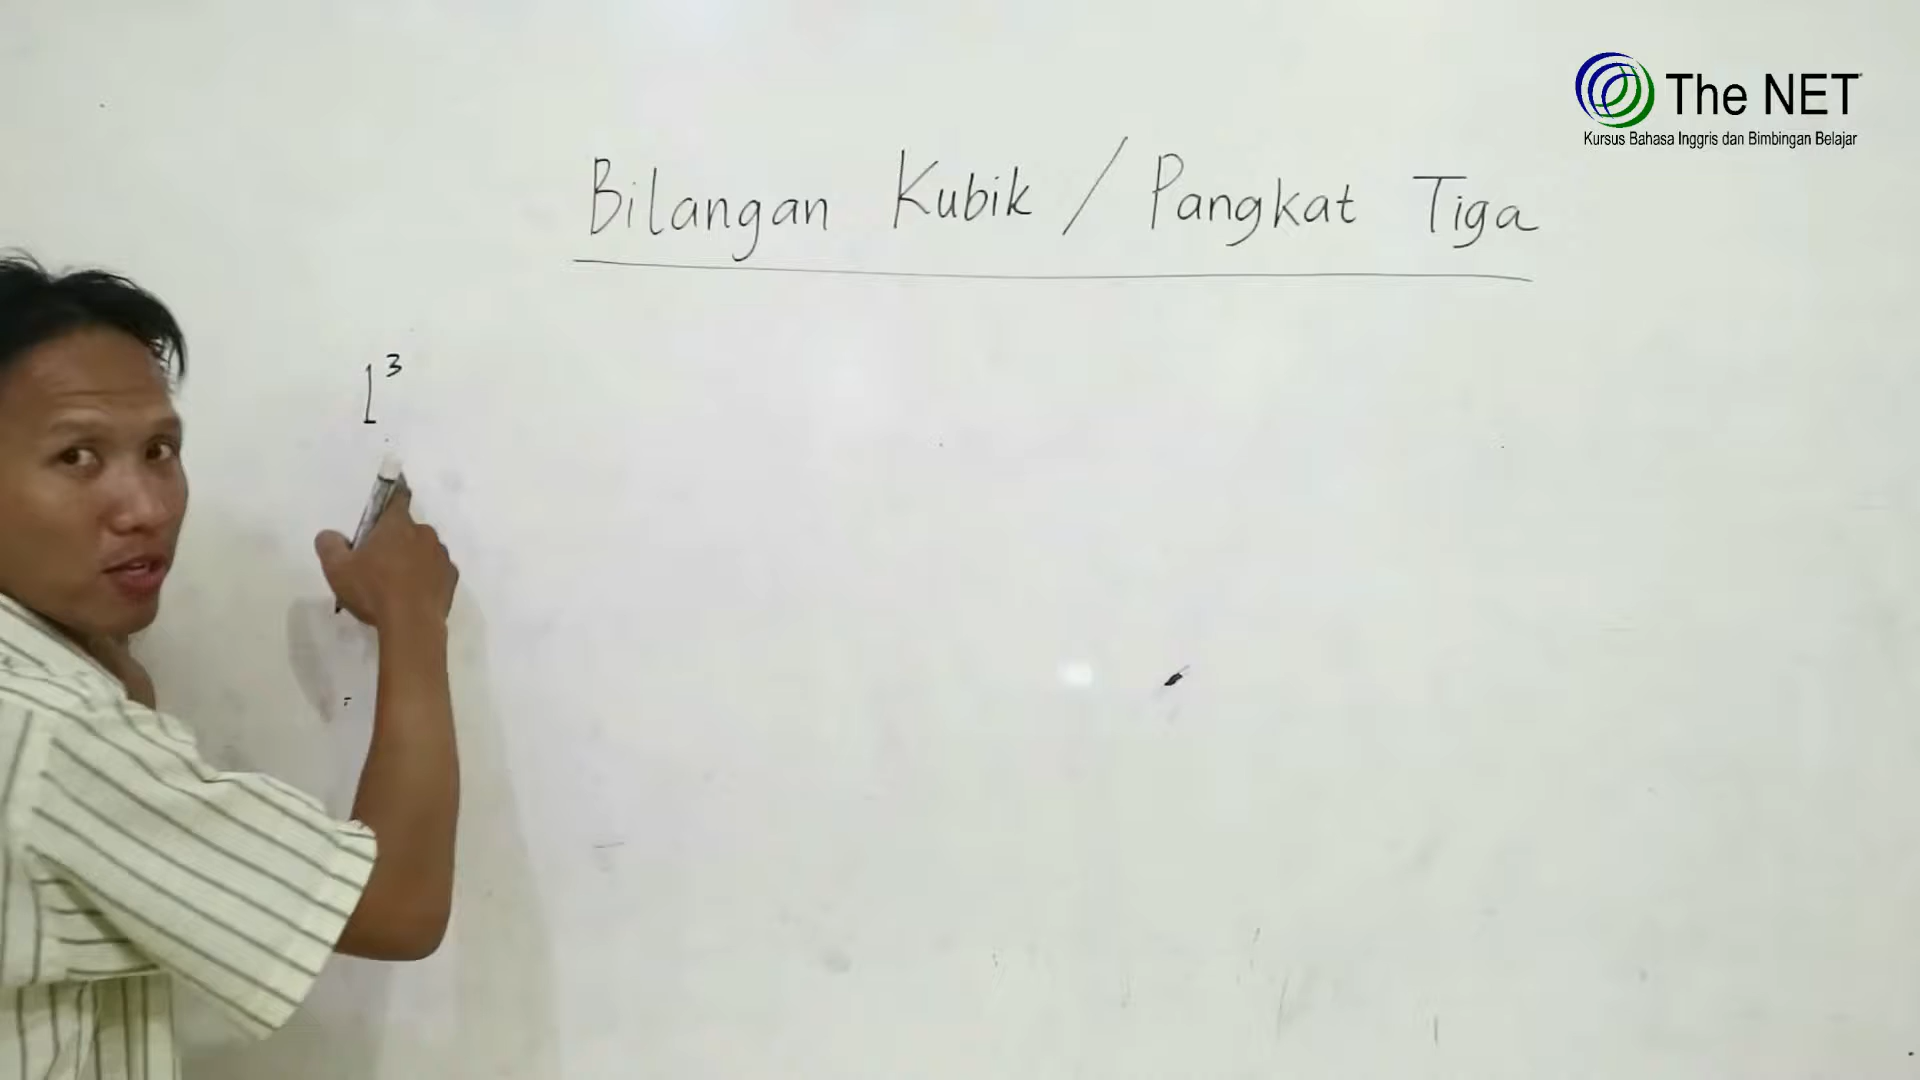 The NET
Kursus Bahasa Inggris dan Bimbingan Belajar
Bilangan Kubik / Pangkat Tiga
1³